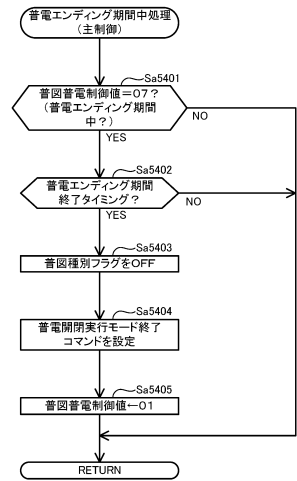 普電エンディング期間中処理
(主制御)
Sa5401
普図普電制御値=07?
(普電エンディング期間
中?)
NO
YES
Sa5402
普電エンディング期間
終了タイミング?
NO
YES
Sa5403
普図種別フラグをOFF
Sa5404
普電開閉実行モード終了
コマンドを設定
Sa5405
普図普電制御値←01
RETURN